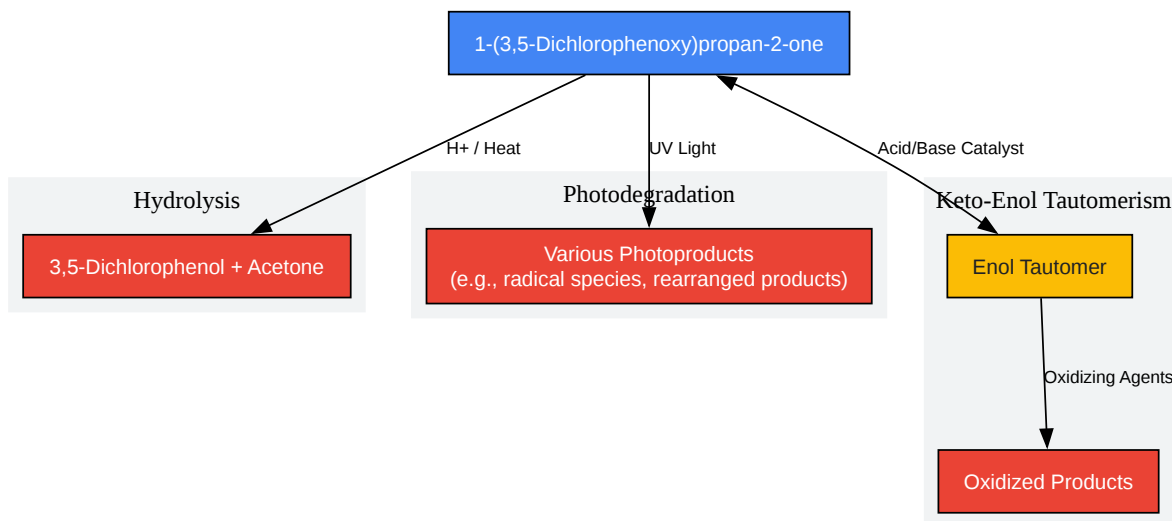 1-(3,5-Dichlorophenoxy)propan-2-one
H+ / Heat
UV Light
Acid/Base Catalyst
Hydrolysis
Photodegradation
Keto-Enol Tautomerism
3,5-Dichlorophenol + Acetone
Various Photoproducts
(e.g., radical species, rearranged products)
Enol Tautomer
Oxidizing Agents
Oxidized Products